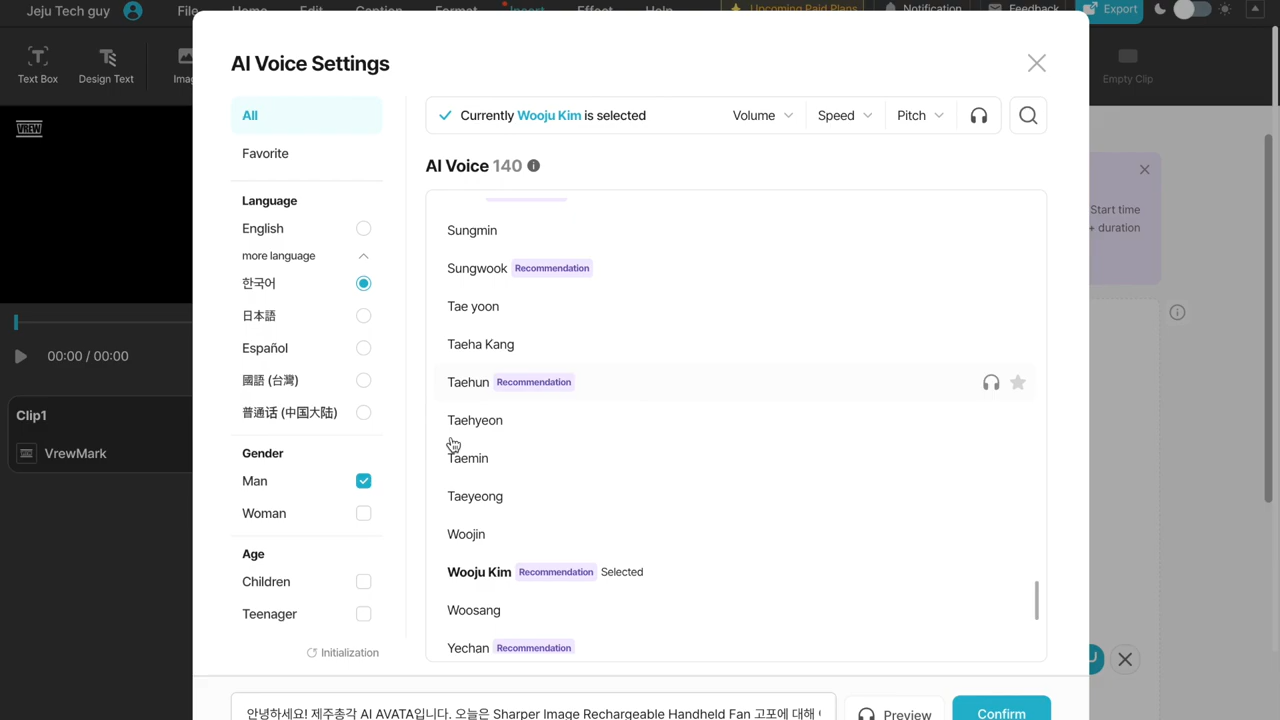 Jeju Tech guy
File
Home
Edit
Caption
Format
Insert
Effect
Help
Upcoming Paid Plans
Notification
Feedback
Export
Text Box
Design Text
Empty Clip
VREW
00:00 / 00:00
Clip1
VrewMark
AI Voice Settings
All
Favorite
Language
English
more language
한국어
日本語
Español
國語 (台灣)
普通话 (中国大陆)
Gender
Man
Woman
Age
Children
Teenager
Initialization
Currently Wooju Kim is selected
Volume
Speed
Pitch
AI Voice 140
Sungmin
Sungwook Recommendation
Tae yoon
Taeha Kang
Taehun Recommendation
Taehyeon
Taemin
Taeyeong
Woojin
Wooju Kim Recommendation Selected
Woosang
Yechan Recommendation
Start time
+ duration
안녕하세요! 제주총각 AI AVATA입니다. 오늘은 Sharper Image Rechargeable Handheld Fan 고포에 대해
Preview
Confirm